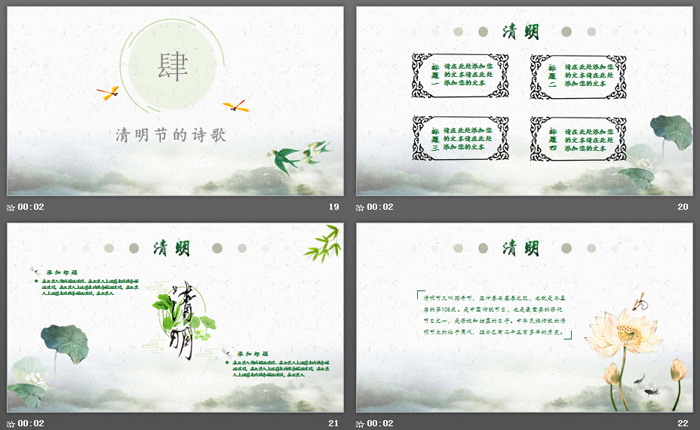 肆
清明节的诗歌
00:02
19
清明
标题一
请在此处添加您
的文本请在此处
添加您的文本
标题二
请在此处添加您
的文本请在此处
添加您的文本
标题三
请在此处添加您
的文本请在此处
添加您的文本
标题四
请在此处添加您
的文本请在此处
添加您的文本
00:02
20
清明
添加标题
清明
添加标题
00:02
21
清明
清明节又叫踏青节，在仲春与暮春之交，也就是冬至
后的第108天。是中国传统节日，也是最重要的祭祀
节日之一，是祭祖和扫墓的日子。中华民族传统的清
明节大约始于周代，距今已有二千五百多年的历史。
00:02
22